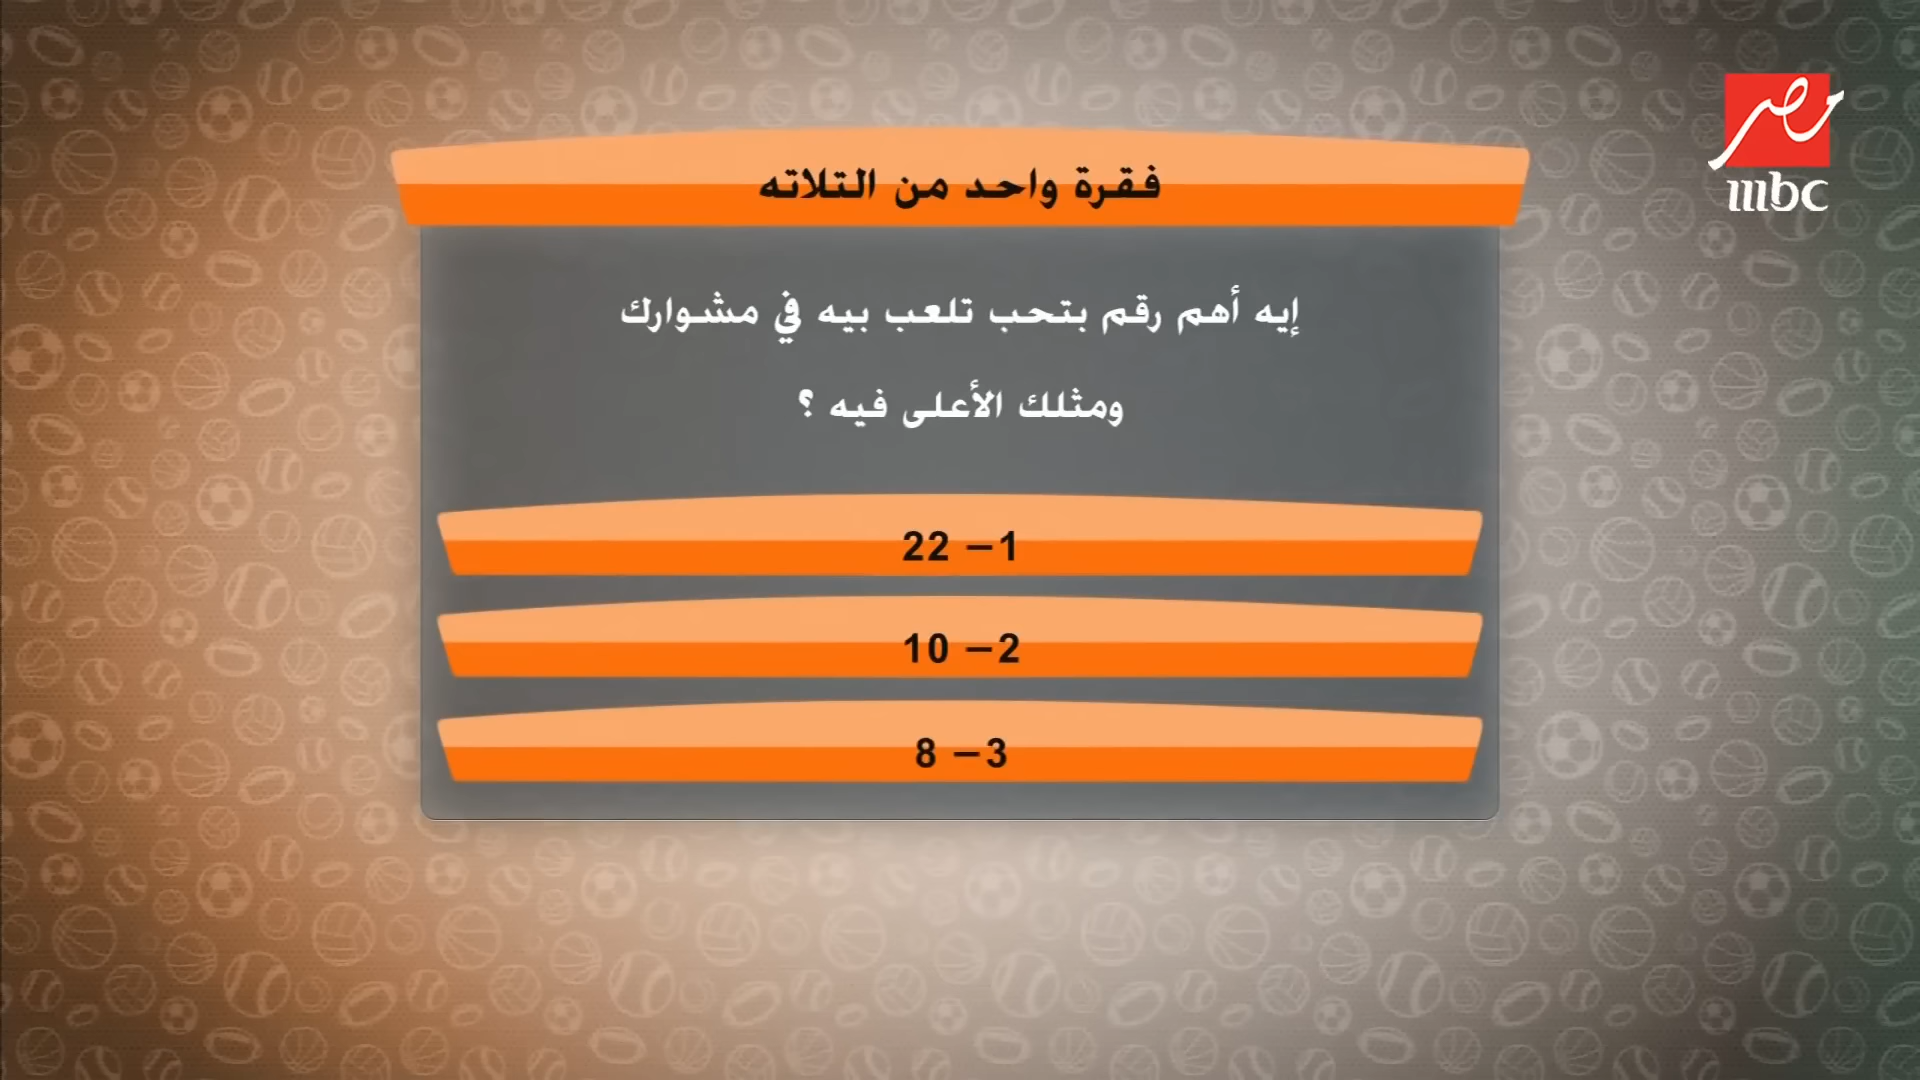 مصر
mbc
فقرة واحد من التلاته
إيه أهم رقم بتحب تلعب بيه في مشوارك
ومثلك الأعلى فيه ؟
1– 22
2– 10
3– 8